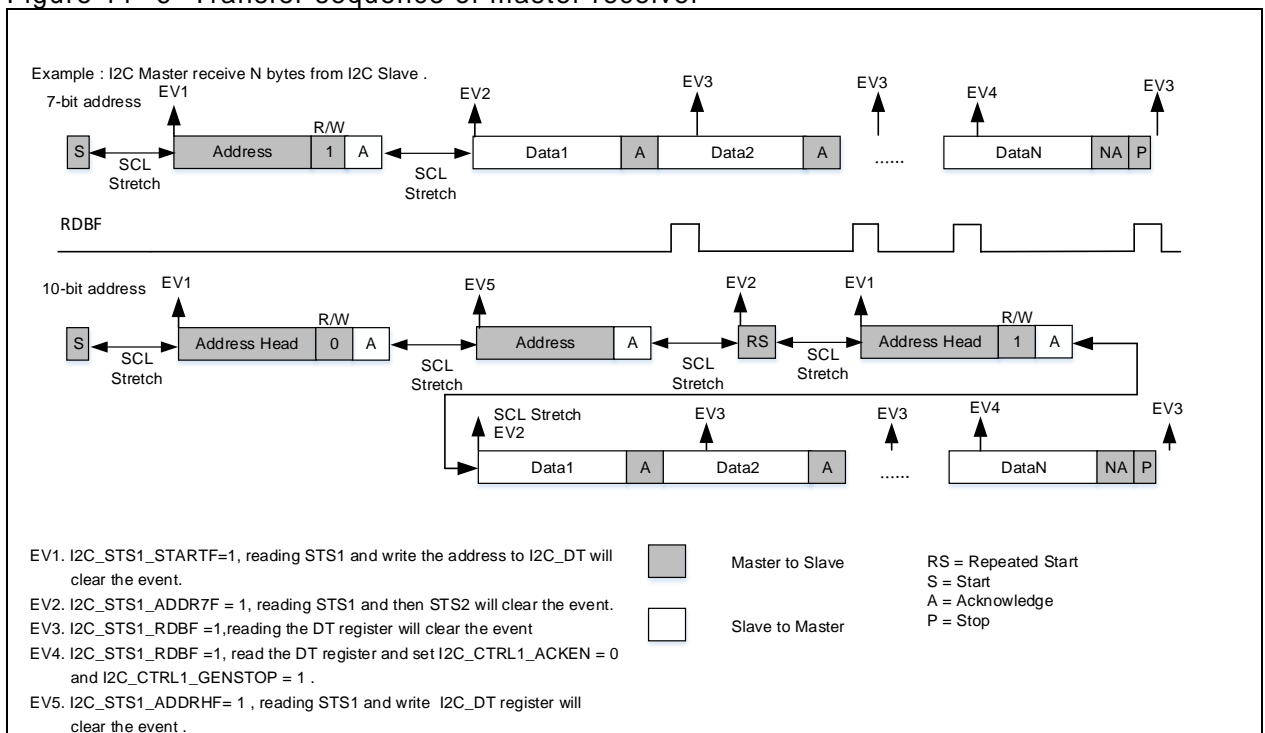 Figure 11- 5 Transfer sequence of master receiver
Example : I2C Master receive N bytes from I2C Slave .
7-bit address
EV1
EV2
EV3
EV3
EV4
EV3
R/W
S
SCL
Stretch
Address
1
A
SCL
Stretch
Data1
A
Data2
A
......
DataN
NA
P
RDBF
10-bit address
EV1
EV5
EV2
EV1
R/W
R/W
S
SCL
Stretch
Address Head
0
A
SCL
Stretch
Address
A
SCL
Stretch
RS
SCL
Stretch
Address Head
1
A
SCL Stretch
EV2
EV3
EV3
EV4
EV3
Data1
A
Data2
A
......
DataN
NA
P
EV1. I2C_STS1_STARTF=1, reading STS1 and write the address to I2C_DT will
clear the event.
EV2. I2C_STS1_ADDR7F = 1, reading STS1 and then STS2 will clear the event.
EV3. I2C_STS1_RDBF =1,reading the DT register will clear the event
EV4. I2C_STS1_RDBF =1, read the DT register and set I2C_CTRL1_ACKEN = 0
and I2C_CTRL1_GENSTOP = 1 .
EV5. I2C_STS1_ADDRHF= 1 , reading STS1 and write I2C_DT register will
clear the event .
Master to Slave
Slave to Master
RS = Repeated Start
S = Start
A = Acknowledge
P = Stop